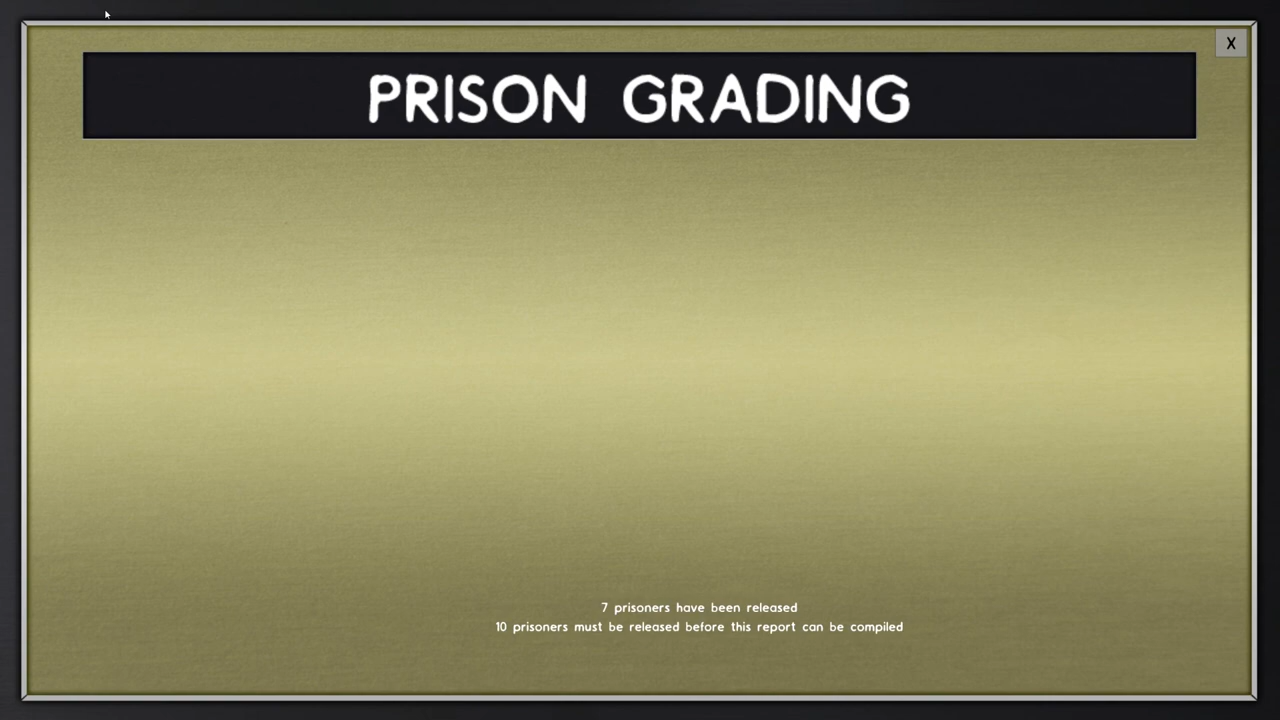 X
PRISON GRADING
7 prisoners have been released
10 prisoners must be released before this report can be compiled